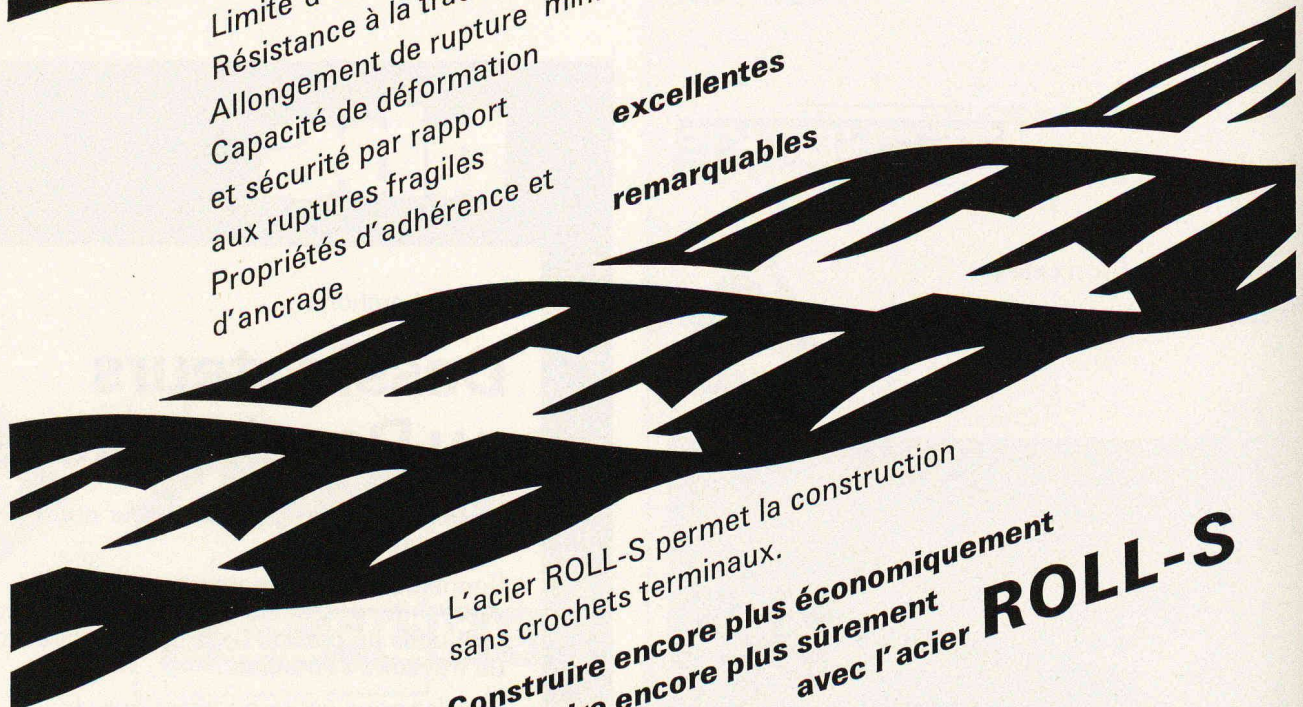 Limite
Résistance à la
Allongement de rupture
Capacité de déformation
et sécurité par rapport
aux ruptures fragiles
excellentes
Propriétés d'adhérence et
d'ancrage
remarquables
L'acier ROLL-S permet la construction
sans crochets terminaux.
Construire encore plus économiquement
encore plus sûrement
avec l'acier ROLL-S